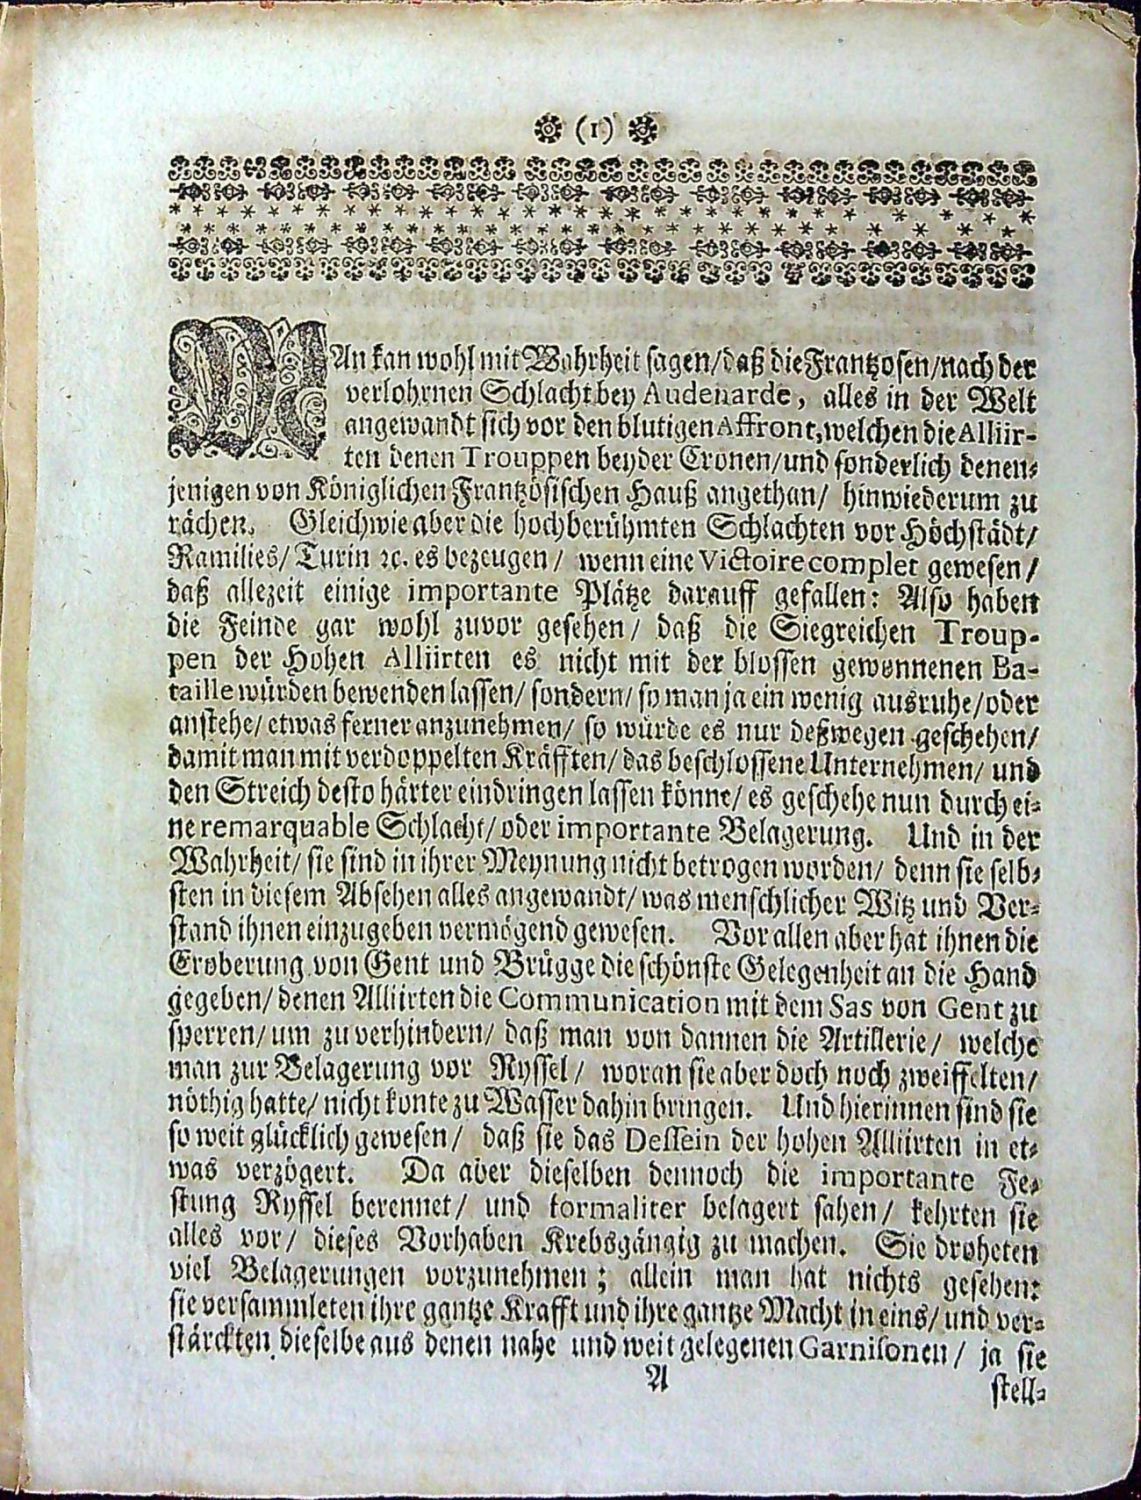 (1)
MAn kan wohl mit Wahrheit sagen/daß die Frantzosen/nach der
verlohrnen Schlacht bey Audenarde, alles in der Welt
angewandt sich vor den blutigen Affront, welchen die Alliir-
ten denen Trouppen beyder Cronen/und sonderlich denen-
jenigen von Königlichen Frantzösischen Hauß angethan/ hinwiederum zu
rächen. Gleichwie aber die hochberühmten Schlachten vor Höchstädt/
Ramilies/ Turin ꝛc. es bezeugen/ wenn eine Victoire complet gewesen/
daß allezeit einige importante Plätze darauff gefallen: Also haben
die Feinde gar wohl zuvor gesehen/ daß die Siegreichen Troup-
pen der Hohen Alliirten es nicht mit der blossen gewonnenen Ba-
taille würden bewenden lassen/ sondern/ so man ja ein wenig ausruhe/oder
anstehe/ etwas ferner anzunehmen/ so würde es nur deßwegen geschehen/
damit man mit verdoppelten Kräfften/ das beschlossene Unternehmen/ und
den Streich desto härter eindringen lassen könne/ es geschehe nun durch ei-
ne remarquable Schlacht/ oder importante Belagerung. Und in der
Wahrheit/ sie sind in ihrer Meynung nicht betrogen worden/ denn sie selb-
sten in diesem Absehen alles angewandt/ was menschlicher Witz und Ver-
stand ihnen einzugeben vermögend gewesen. Vor allen aber hat ihnen die
Eroberung von Gent und Brügge die schönste Gelegenheit an die Hand
gegeben/ denen Alliirten die Communication mit dem Sas von Gent zu
sperren/ um zu verhindern/ daß man von dannen die Artillerie/ welche
man zur Belagerung vor Ryssel/ woran sie aber doch noch zweiffelten/
nöthig hatte/ nicht konte zu Wasser dahin bringen. Und hierinnen sind sie
so weit glücklich gewesen/ daß sie das Dessein der hohen Alliirten in et-
was verzögert. Da aber dieselben dennoch die importante Fe-
stung Ryssel berennet/ und formaliter belagert sahen/ kehrten sie
alles vor/ dieses Vorhaben Krebsgängig zu machen. Sie droheten
viel Belagerungen vorzunehmen; allein man hat nichts gesehen:
sie versammleten ihre gantze Krafft und ihre gantze Macht in eins/ und ver-
stärckten dieselbe aus denen nahe und weit gelegenen Garnisonen/ ja sie
A
stell-